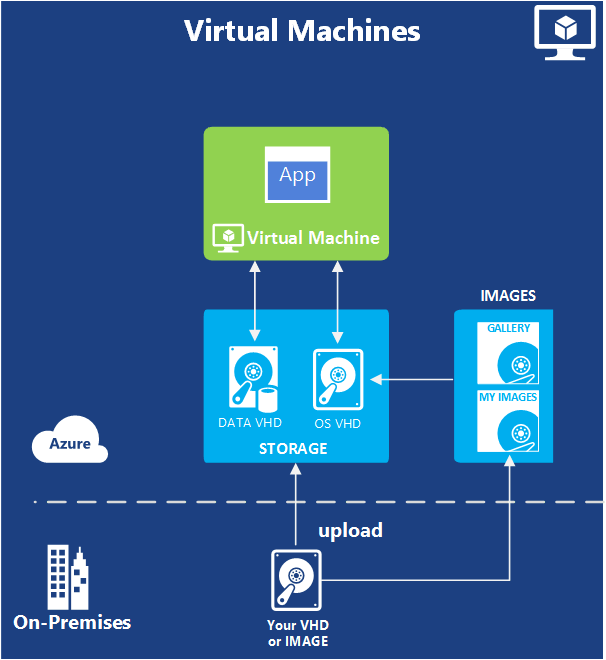 Virtual Machines
App
Virtual Machine
IMAGES
GALLERY
MY IMAGES
DATA VHD
OS VHD
STORAGE
Azure
upload
On-Premises
Your VHD
or IMAGE